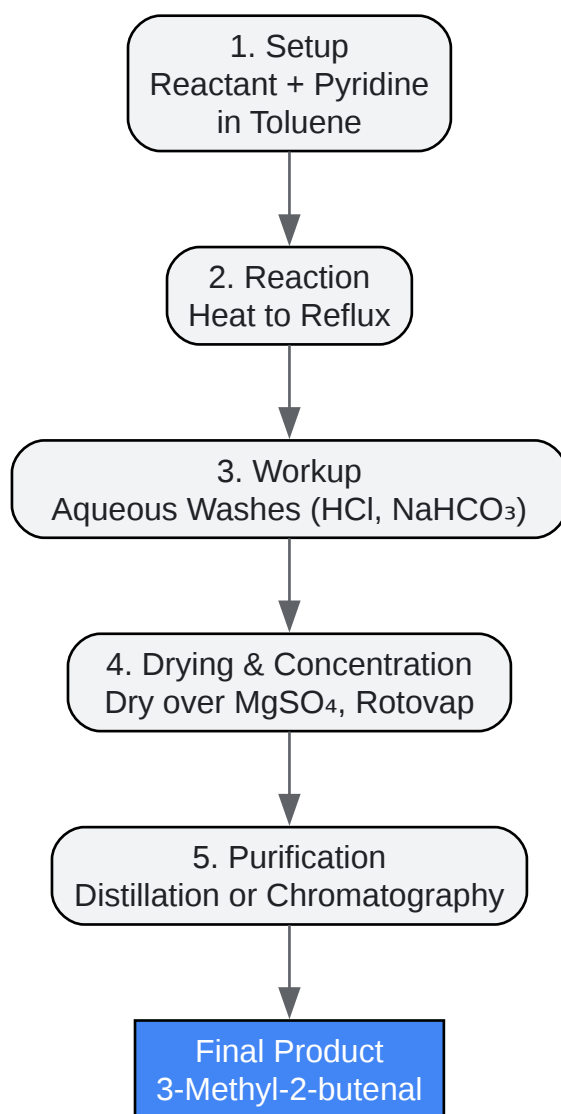 1. Setup
Reactant + Pyridine
in Toluene
2. Reaction
Heat to Reflux
3. Workup
Aqueous Washes (HCl, NaHCO₃)
4. Drying & Concentration
Dry over MgSO₄, Rotovap
5. Purification
Distillation or Chromatography
Final Product
3-Methyl-2-butenal